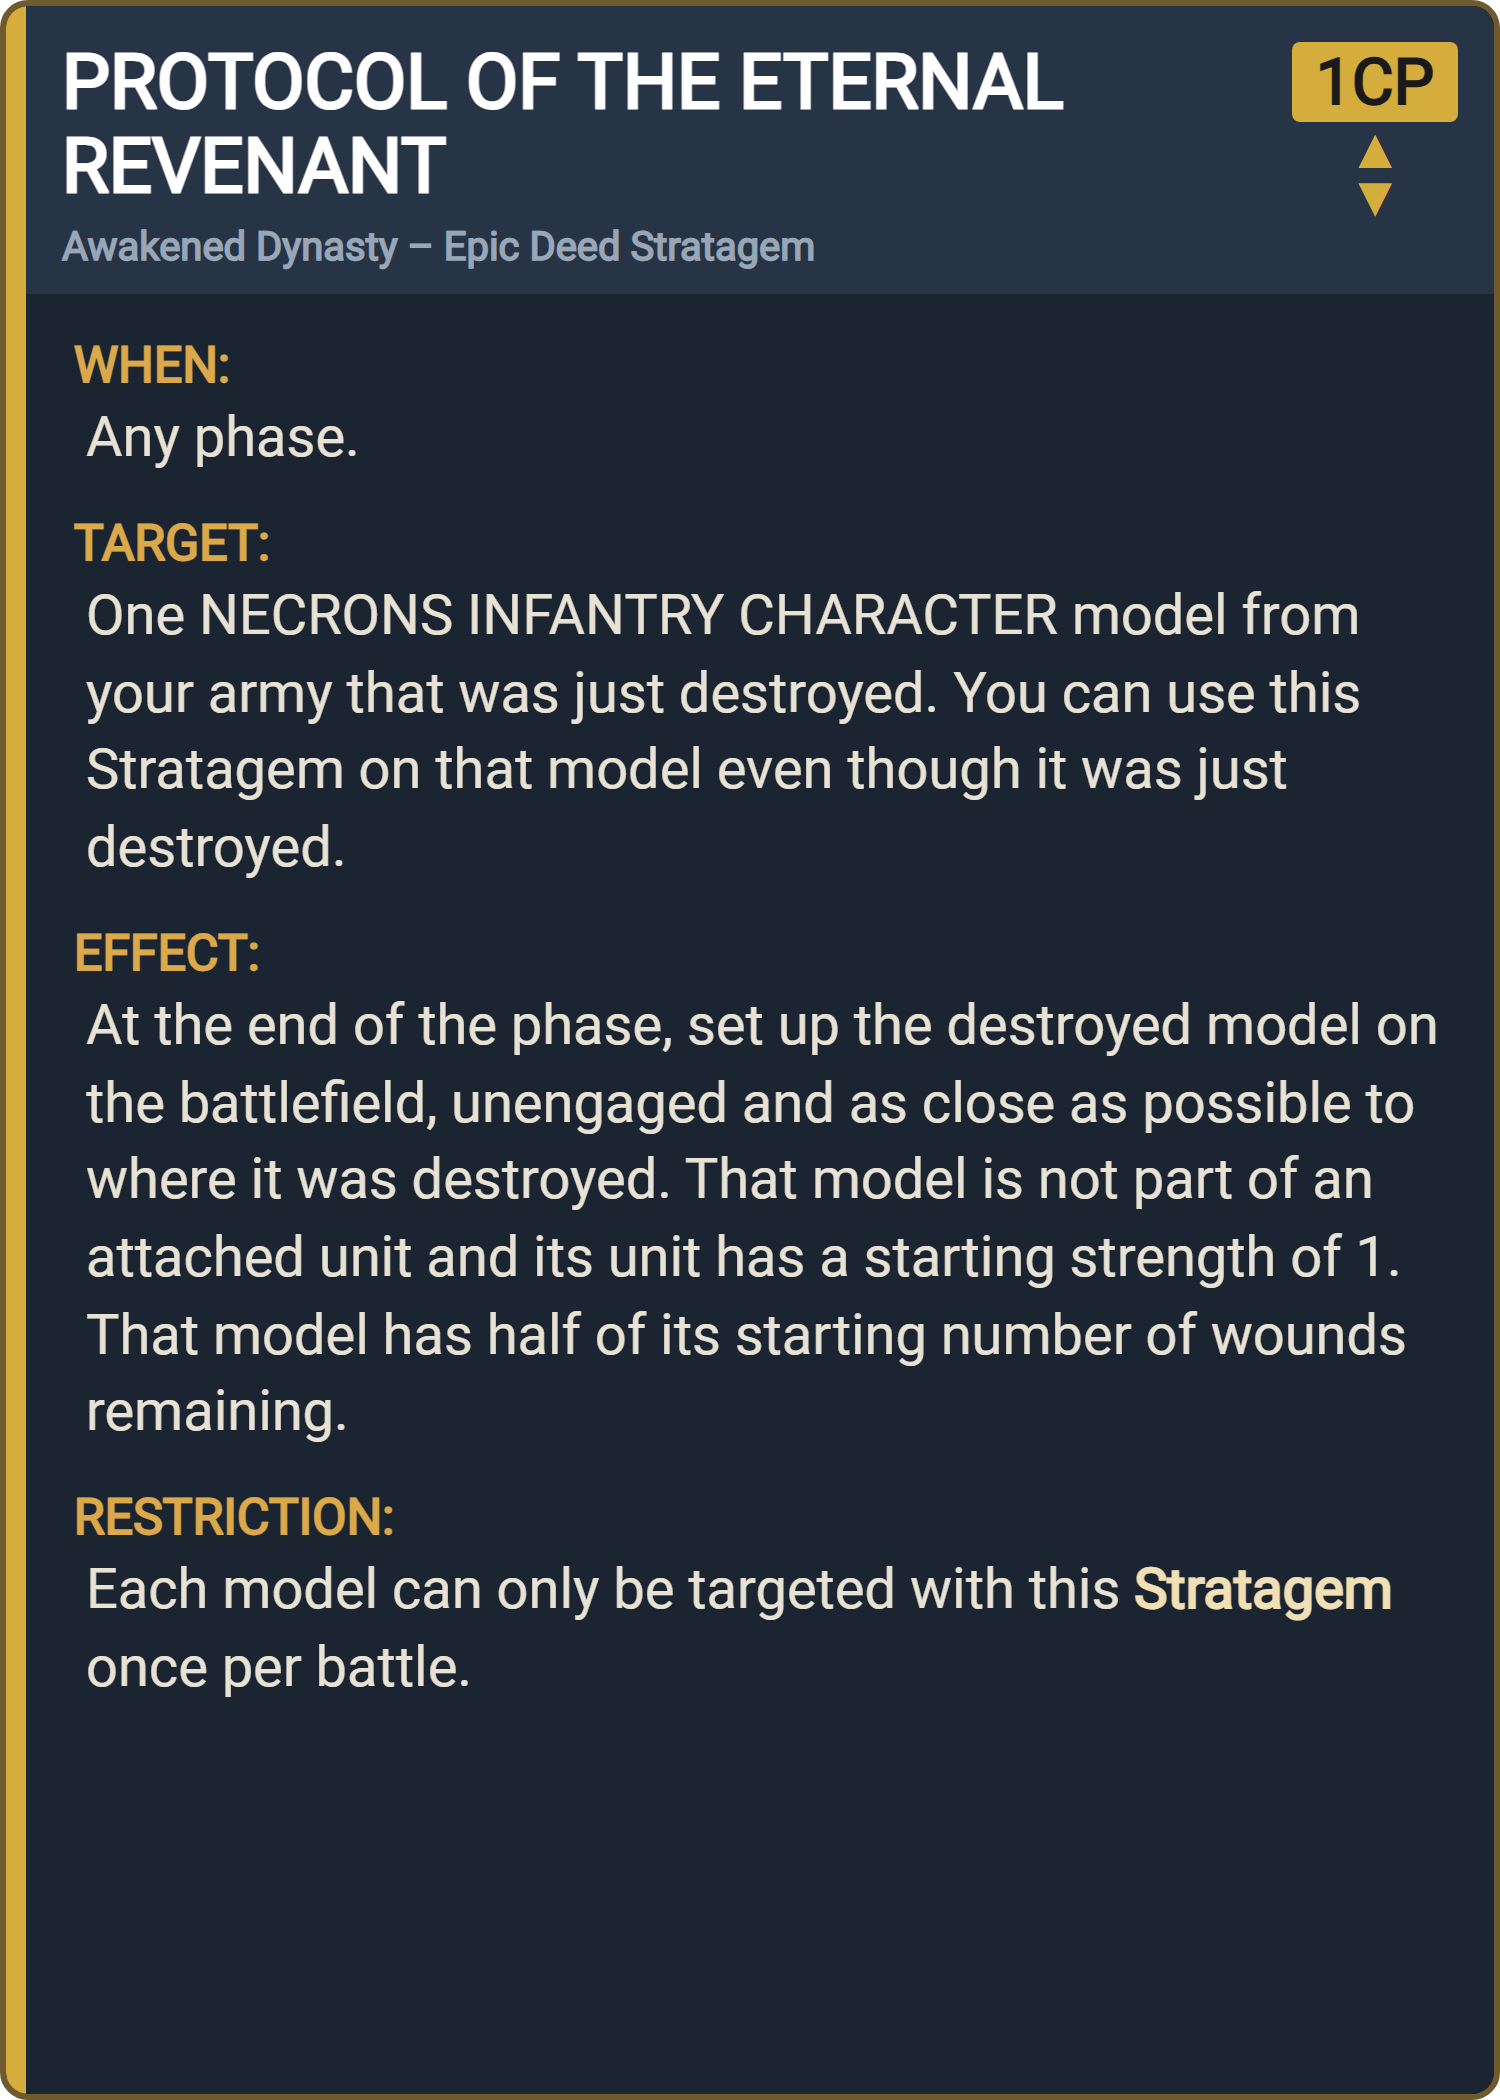 PROTOCOL OF THE ETERNAL
REVENANT
1CP
Awakened Dynasty – Epic Deed Stratagem
WHEN:
Any phase.
TARGET:
One NECRONS INFANTRY CHARACTER model from
your army that was just destroyed. You can use this
Stratagem on that model even though it was just
destroyed.
EFFECT:
At the end of the phase, set up the destroyed model on
the battlefield, unengaged and as close as possible to
where it was destroyed. That model is not part of an
attached unit and its unit has a starting strength of 1.
That model has half of its starting number of wounds
remaining.
RESTRICTION:
Each model can only be targeted with this Stratagem
once per battle.